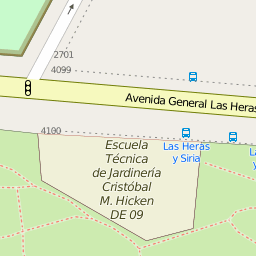 2701
4099
Avenida General Las Heras
4100
Las Heras
y Siria
La
L
Escuela
Técnica
de Jardinería
Cristóbal
M. Hicken
DE 09